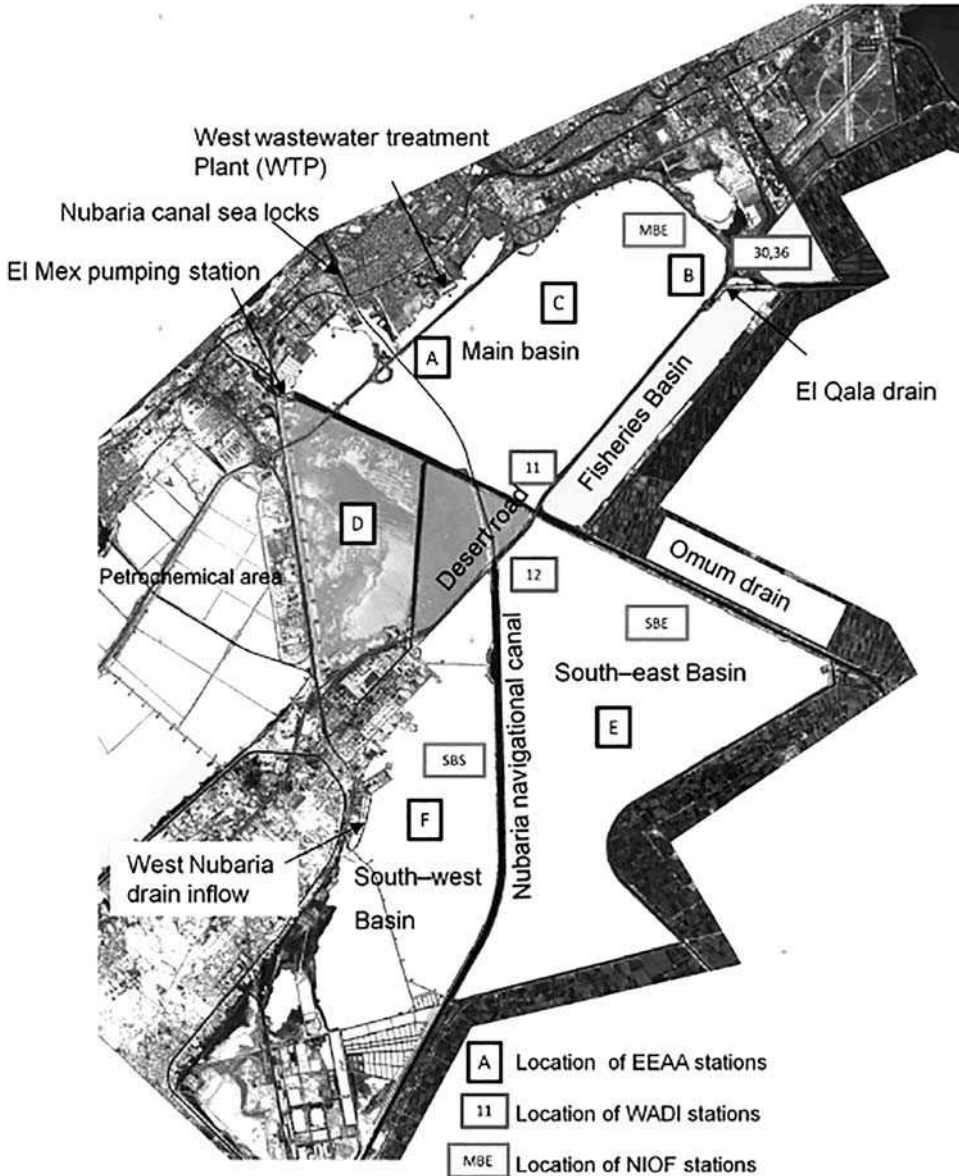 West wastewater treatment
Plant (WTP)
Nubaria canal sea locks
El Mex pumping station
MBE
30,36
B
C
A
Main basin
El Qala drain
Fisheries Basin
11
D
Desert road
Petrochemical area
12
Omum drain
SBE
South–east Basin
E
Nubaria navigational canal
SBS
F
West Nubaria
drain inflow
South–west
Basin
A Location of EEAA stations
11 Location of WADI stations
MBE Location of NIOF stations